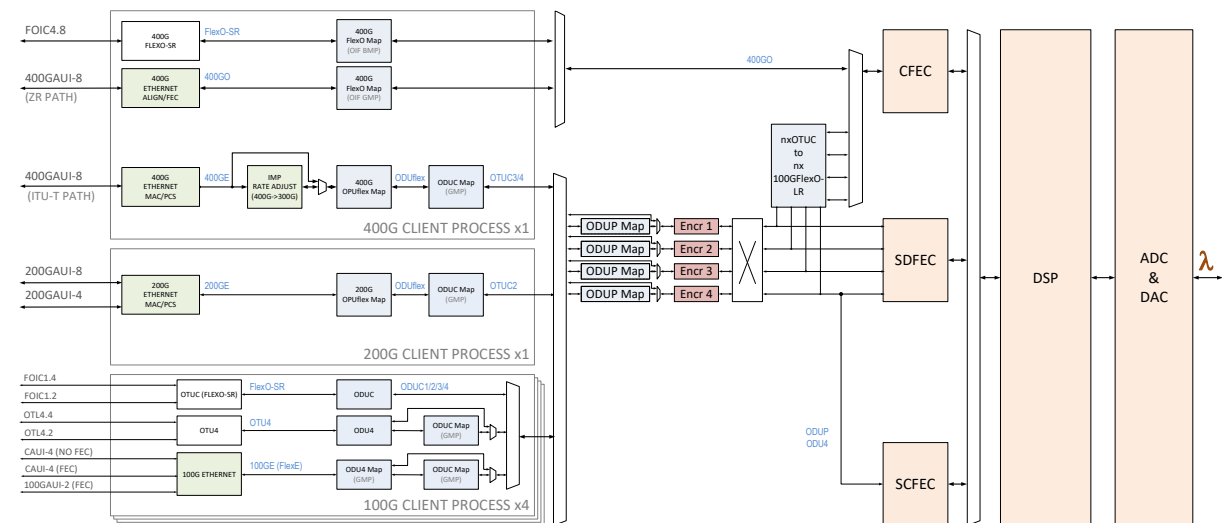 FOIC4.8
400G
FLEXO-SR
FlexO-SR
400G
FlexO Map
(OIF BMP)
400GAUI-8
(ZR PATH)
400G
ETHERNET
ALIGN/FEC
400GO
400G
FlexO Map
(OIF GMP)
400GO
CFEC
nxOTUC
to
nx
100GFlexO-
LR
400GAUI-8
(ITU-T PATH)
400G
ETHERNET
MAC/PCS
400GE
IMP
RATE ADJUST
(400G->300G)
400G
OPUflex Map
ODUflex
ODUC Map
(GMP)
OTUC3/4
400G CLIENT PROCESS x1
ODUP Map
Encr 1
ODUP Map
Encr 2
ODUP Map
Encr 3
ODUP Map
Encr 4
SDFEC
DSP
ADC
&
DAC
λ
200GAUI-8
200GAUI-4
200G
ETHERNET
MAC/PCS
200GE
200G
OPUflex Map
ODUflex
ODUC Map
(GMP)
OTUC2
200G CLIENT PROCESS x1
FOIC1.4
FOIC1.2
OTUC (FLEXO-SR)
FlexO-SR
ODUC
ODUC1/2/3/4
OTL4.4
OTL4.2
OTU4
OTU4
ODU4
ODUC Map
(GMP)
CAUI-4 (NO FEC)
CAUI-4 (FEC)
100GAUI-2 (FEC)
100G ETHERNET
100GE (FlexE)
ODU4 Map
(GMP)
ODUC Map
(GMP)
100G CLIENT PROCESS x4
ODUP
ODU4
SCFEC